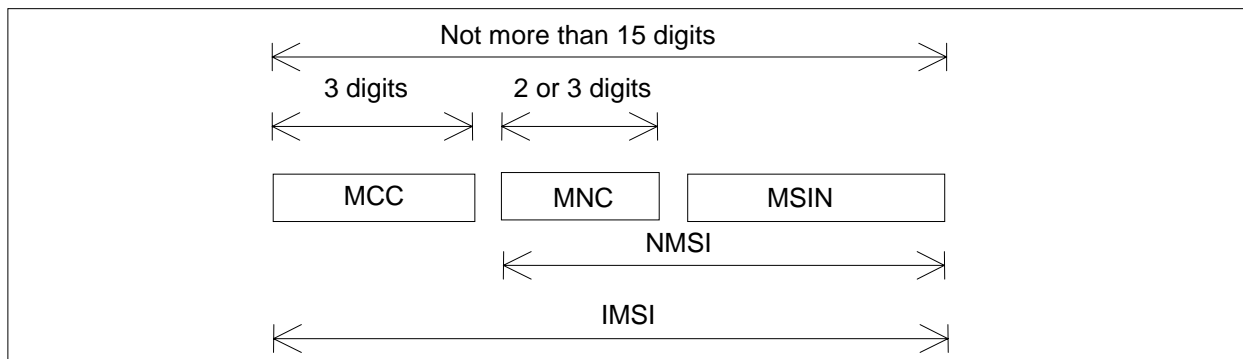 Not more than 15 digits
3 digits 2 or 3 digits
MCC MNC MSIN
NMSI
IMSI